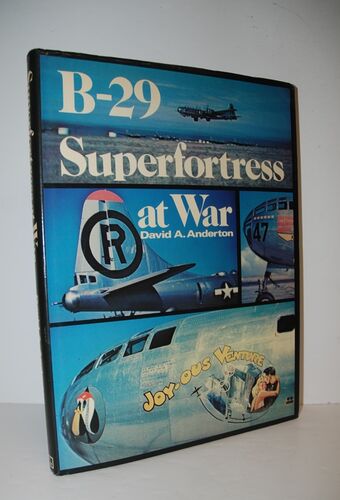 B-29
Superfortress
at War
David A. Anderton
R
47
JOY-OUS VENTURE